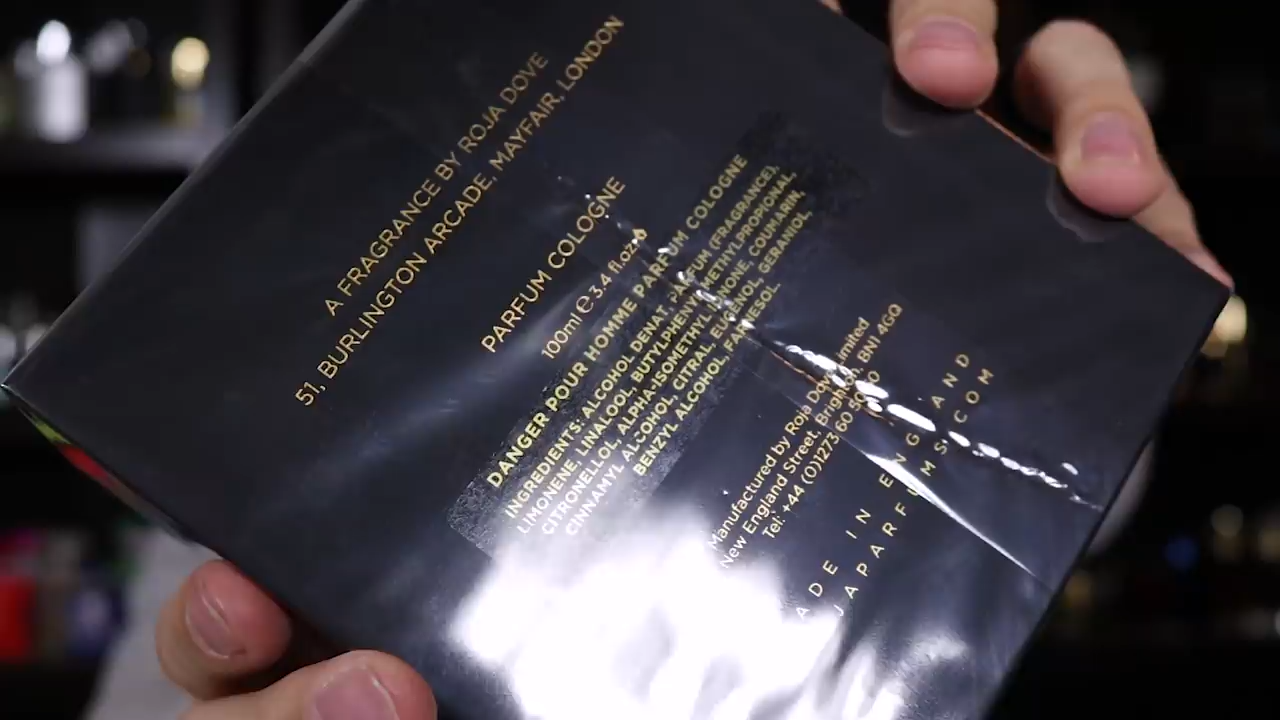 A FRAGRANCE BY ROJA DOVE
51, BURLINGTON ARCADE, MAYFAIR, LONDON
PARFUM COLOGNE
100ml ℮ 3.4 fl.oz.
DANGER POUR HOMME PARFUM COLOGNE
INGREDIENTS: ALCOHOL DENAT, PARFUM (FRAGRANCE),
LIMONENE, LINALOOL, BUTYLPHENYL METHYLPROPIONAL,
CITRONELLOL, ALPHA-ISOMETHYL IONONE, COUMARIN,
CINNAMYL ALCOHOL, CITRAL, EUGENOL, GERANIOL,
BENZYL ALCOHOL, FARNESOL.
Manufactured by Roja Dove Limited
New England Street, Brighton, BN1 4GQ
Tel: +44 (0)1273 60
ADE IN ENGLAND
JAPARFUMS COM